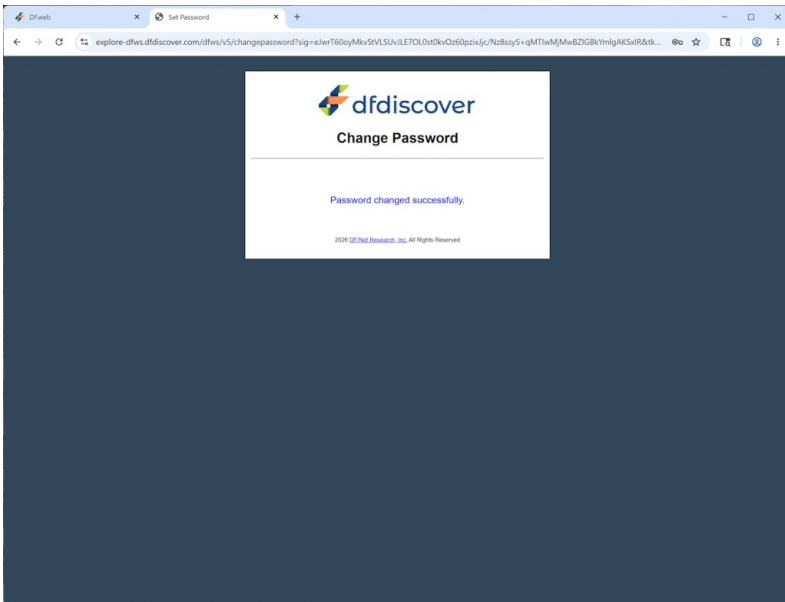 DFweb
Set Password
explore-dfws.dfdiscover.com/dfws/v5/changepassword?sig=eJwrT60oyMkvStVLSUvJLE7OL0st0kvOz60pzixJjc/Nz8ssyS+qMTIwMjMwBZIGBkYmlgAKSxIR&tk...
dfdiscover
Change Password
Password changed successfully.
2026 DF/Net Research, Inc. All Rights Reserved